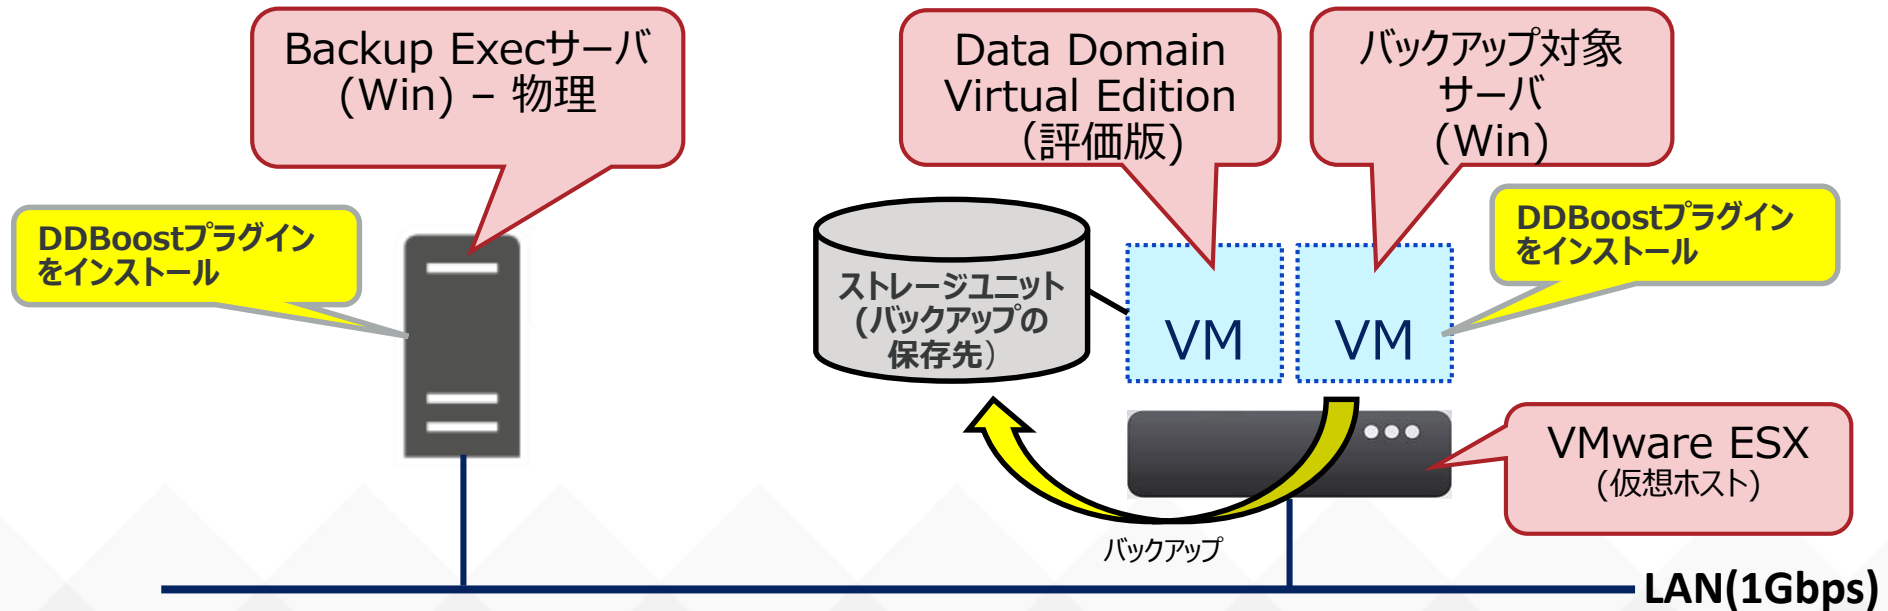 Backup Execサーバ
(Win) – 物理
Data Domain
Virtual Edition
（評価版)
バックアップ対象
サーバ
(Win)
DDBoostプラグイン
をインストール
DDBoostプラグイン
をインストール
ストレージユニット
(バックアップの
保存先）
VM
VM
VMware ESX
(仮想ホスト)
バックアップ
LAN(1Gbps)